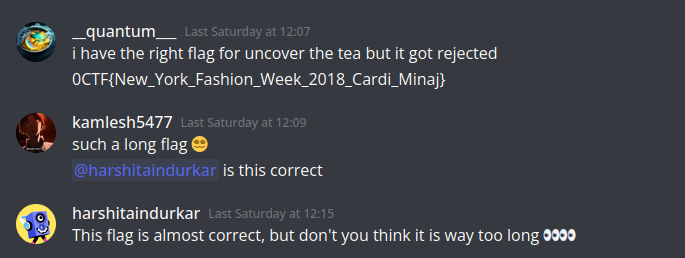 __quantum___ Last Saturday at 12:07
i have the right flag for uncover the tea but it got rejected
0CTF{New_York_Fashion_Week_2018_Cardi_Minaj}
kamlesh5477 Last Saturday at 12:09
such a long flag 😵‍💫
@harshitaindurkar is this correct
harshitaindurkar Last Saturday at 12:15
This flag is almost correct, but don't you think it is way too long 👀👀